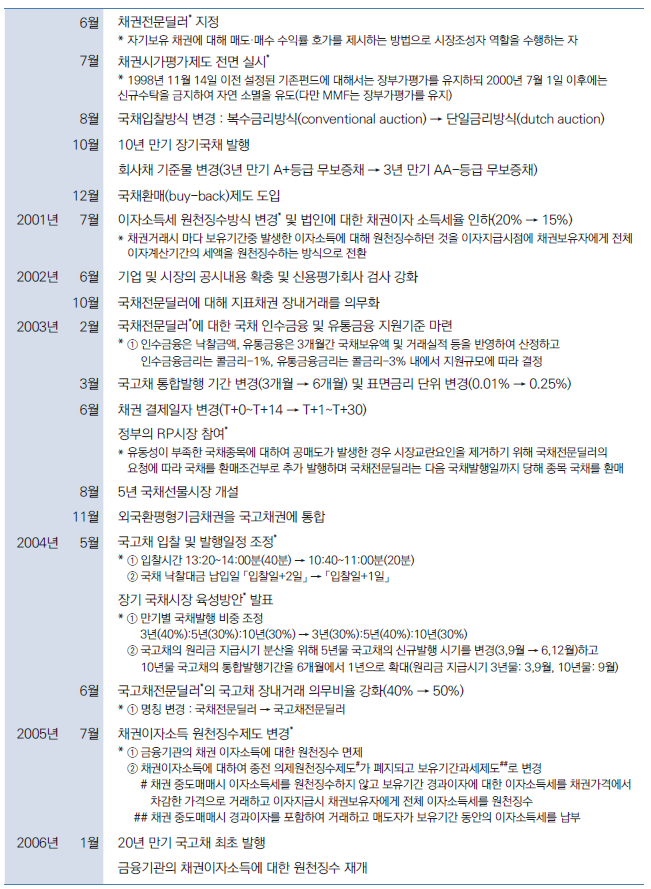 6월 채권전문딜러* 지정
* 자기보유 채권에 대해 매도·매수 수익률 호가를 제시하는 방법으로 시장조성자 역할을 수행하는 자
7월 채권시가평가제도 전면 실시*
* 1998년 11월 14일 이전 설정된 기존펀드에 대해서는 장부가평가를 유지하되 2000년 7월 1일 이후에는
신규수탁을 금지하여 자연 소멸을 유도(다만 MMF는 장부가평가를 유지)
8월 국채입찰방식 변경 : 복수금리방식(conventional auction) → 단일금리방식(dutch auction)
10월 10년 만기 장기국채 발행
회사채 기준물 변경(3년 만기 A+등급 무보증채 → 3년 만기 AA-등급 무보증채)
12월 국채환매(buy-back)제도 도입
2001년 7월 이자소득세 원천징수방식 변경* 및 법인에 대한 채권이자 소득세율 인하(20% → 15%)
* 채권거래시 마다 보유기간중 발생한 이자소득에 대해 원천징수하던 것을 이자지급시점에 채권보유자에게 전체
이자계산기간의 세액을 원천징수하는 방식으로 전환
2002년 6월 기업 및 시장의 공시내용 확충 및 신용평가회사 검사 강화
10월 국채전문딜러에 대해 지표채권 장내거래를 의무화
2003년 2월 국채전문딜러*에 대한 국채 인수금융 및 유통금융 지원기준 마련
* ① 인수금융은 낙찰금액, 유통금융은 3개월간 국채보유액 및 거래실적 등을 반영하여 산정하고
인수금융금리는 콜금리-1%, 유통금융금리는 콜금리-3% 내에서 지원규모에 따라 결정
3월 국고채 통합발행 기간 변경(3개월 → 6개월) 및 표면금리 단위 변경(0.01% → 0.25%)
6월 채권 결제일자 변경(T+0~T+14 → T+1~T+30)
정부의 RP시장 참여*
* 유동성이 부족한 국채종목에 대하여 공매도가 발생한 경우 시장교란요인을 제거하기 위해 국채전문딜러의
요청에 따라 국채를 환매조건부로 추가 발행하며 국채전문딜러는 다음 국채발행일까지 당해 종목 국채를 환매
8월 5년 국채선물시장 개설
11월 외국환평형기금채권을 국고채권에 통합
2004년 5월 국고채 입찰 및 발행일정 조정*
* ① 입찰시간 13:20~14:00분(40분) → 10:40~11:00분(20분)
② 국채 낙찰대금 납입일 「입찰일+2일」 → 「입찰일+1일」
장기 국채시장 육성방안* 발표
* ① 만기별 국채발행 비중 조정
3년(40%):5년(30%):10년(30%) → 3년(30%):5년(40%):10년(30%)
② 국고채의 원리금 지급시기 분산을 위해 5년물 국고채의 신규발행 시기를 변경(3,9월 → 6,12월)하고
10년물 국고채의 통합발행기간을 6개월에서 1년으로 확대(원리금 지급시기 3년물: 3,9월, 10년물: 9월)
6월 국고채전문딜러*의 국고채 장내거래 의무비율 강화(40% → 50%)
* ① 명칭 변경 : 국채전문딜러 → 국고채전문딜러
2005년 7월 채권이자소득 원천징수제도 변경*
* ① 금융기관의 채권 이자소득에 대한 원천징수 면제
② 채권이자소득에 대하여 종전 의제원천징수제도#가 폐지되고 보유기간과세제도##로 변경
# 채권 중도매매시 이자소득세를 원천징수하지 않고 보유기간 경과이자에 대한 이자소득세를 채권가격에서
차감한 가격으로 거래하고 이자지급시 채권보유자에게 전체 이자소득세를 원천징수
## 채권 중도매매시 경과이자를 포함하여 거래하고 매도자가 보유기간 동안의 이자소득세를 납부
2006년 1월 20년 만기 국고채 최초 발행
금융기관의 채권이자소득에 대한 원천징수 재개